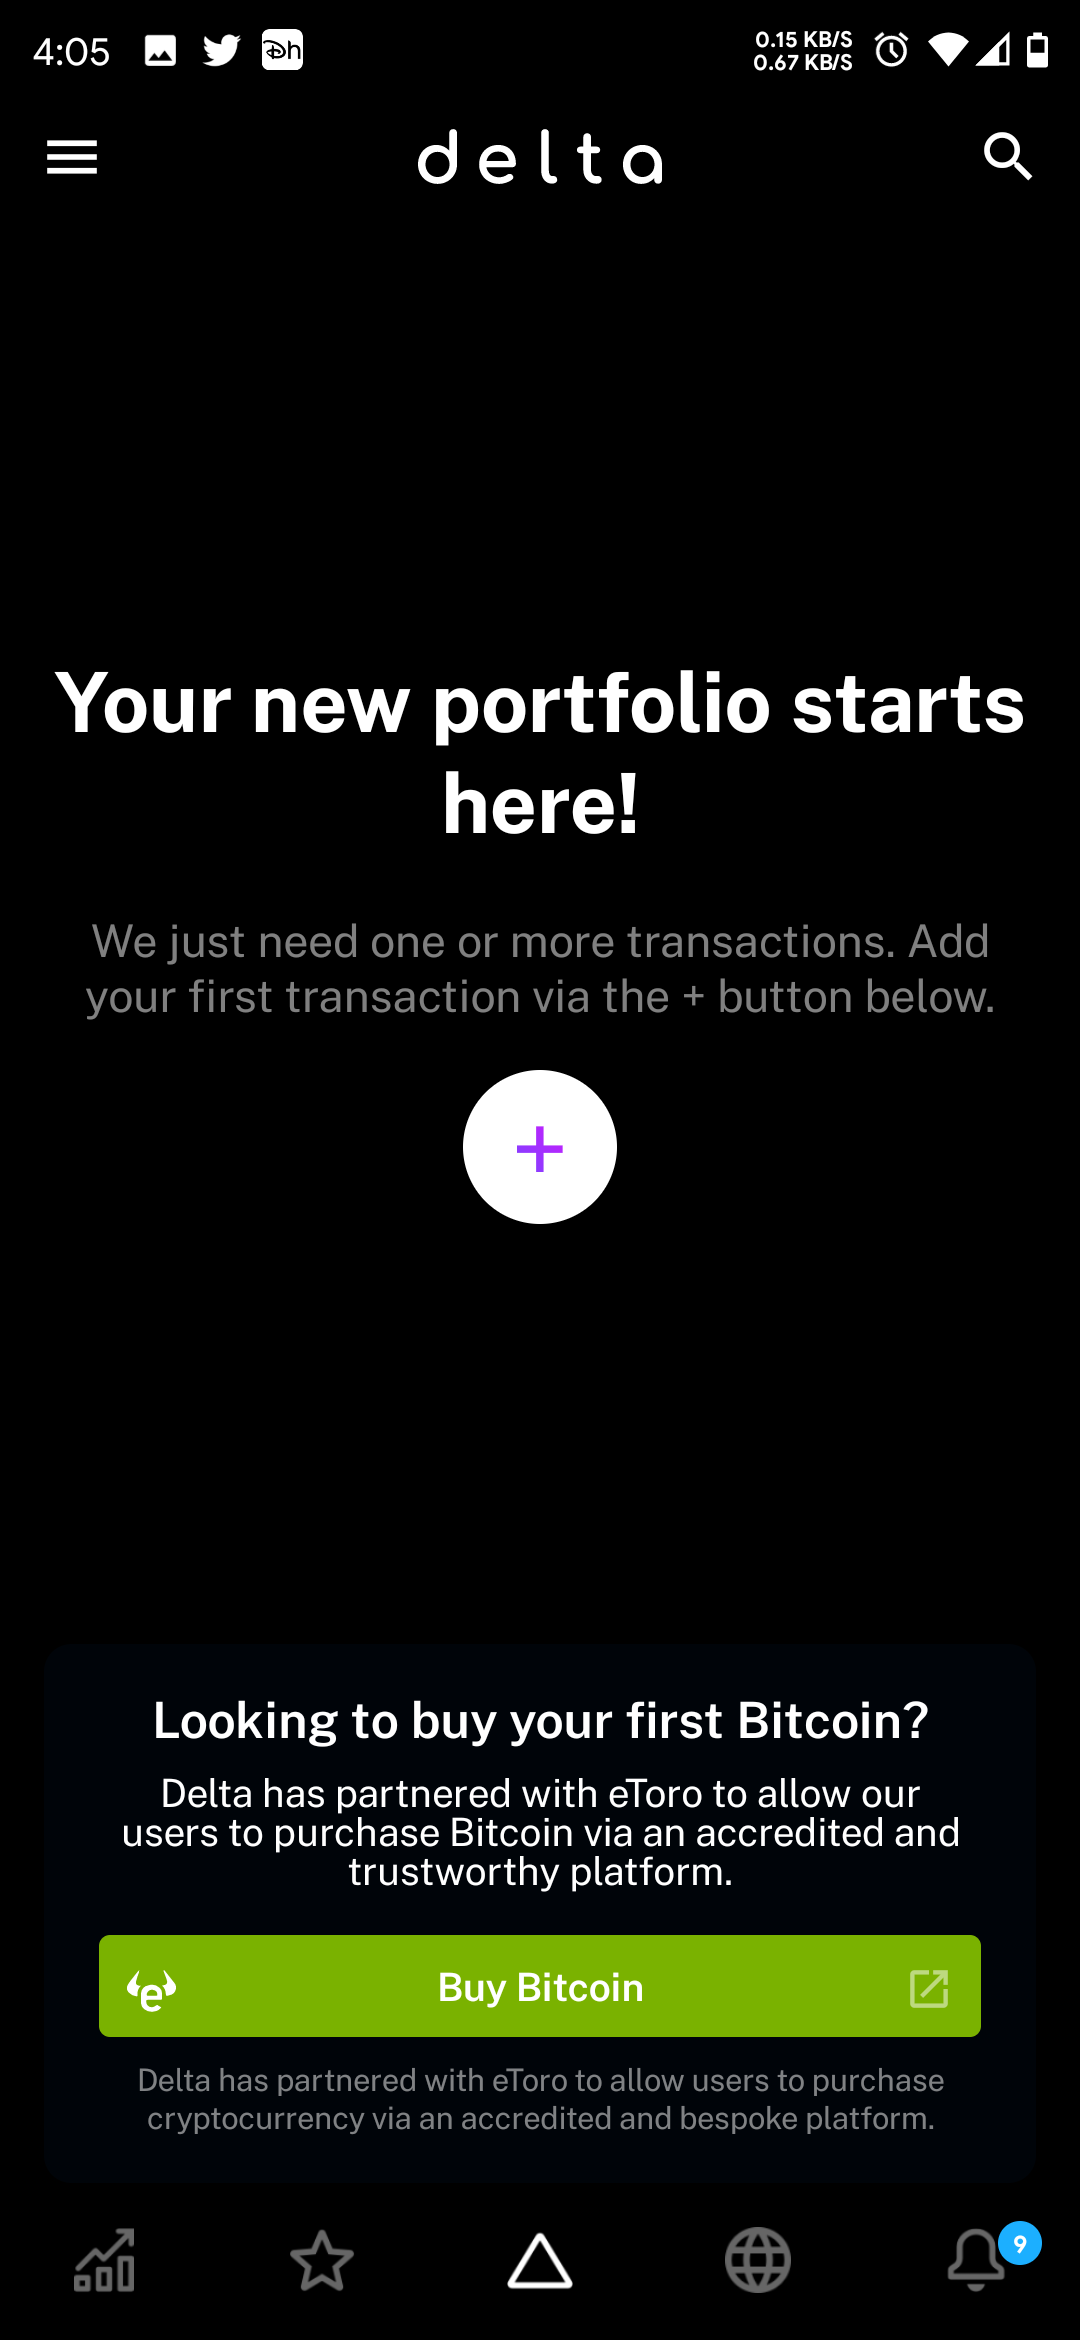 4:05
Dh
0.15 KB/S
0.67 KB/S
delta
Your new portfolio starts
here!
We just need one or more transactions. Add
your first transaction via the + button below.
+
Looking to buy your first Bitcoin?
Delta has partnered with eToro to allow our
users to purchase Bitcoin via an accredited and
trustworthy platform.
e
Buy Bitcoin
Delta has partnered with eToro to allow users to purchase
cryptocurrency via an accredited and bespoke platform.
9